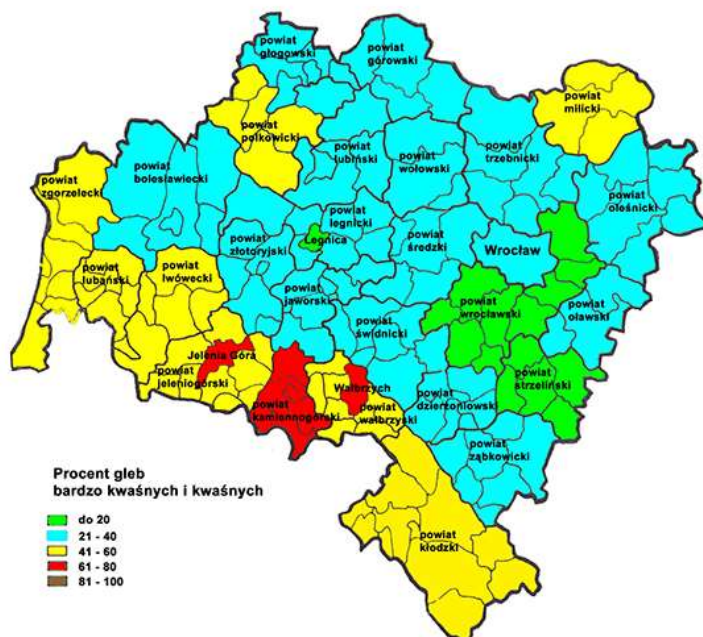 powiat
głogowski
powiat
górowski
powiat
milicki
powiat
polkowicki
powiat
lubiński
powiat
wołowski
powiat
trzebnicki
powiat
zgorzelecki
powiat
bolesławiecki
powiat
oleśnicki
powiat
legnicki
Legnica
powiat
złotoryjski
powiat
średzki
Wrocław
powiat
lubański
powiat
lwówecki
powiat
jaworski
powiat
wrocławski
powiat
oławski
powiat
świdnicki
Jelenia Góra
powiat
jeleniogórski
Wałbrzych
powiat
kamiennogórski
powiat
wałbrzyski
powiat
dzierżoniowski
powiat
strzeliński
powiat
ząbkowicki
powiat
kłodzki
Procent gleb
bardzo kwaśnych i kwaśnych
do 20
21 - 40
41 - 60
61 - 80
81 - 100